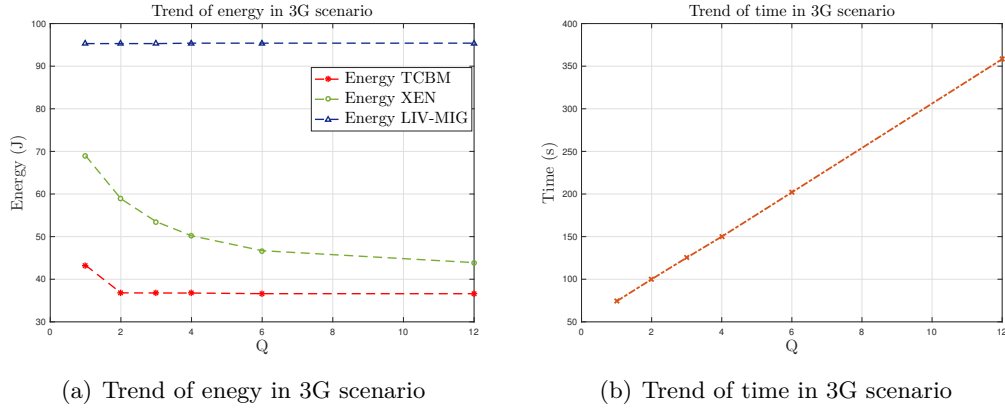 Trend of energy in 3G scenario
100
90
80
70
60
50
40
30
Energy (J)
Energy TCBM
Energy XEN
Energy LIV-MIG
0 2 4 6 8 10 12
Q
(a) Trend of enegy in 3G scenario
Trend of time in 3G scenario
400
350
300
250
200
150
100
50
Time (s)
0 2 4 6 8 10 12
Q
(b) Trend of time in 3G scenario